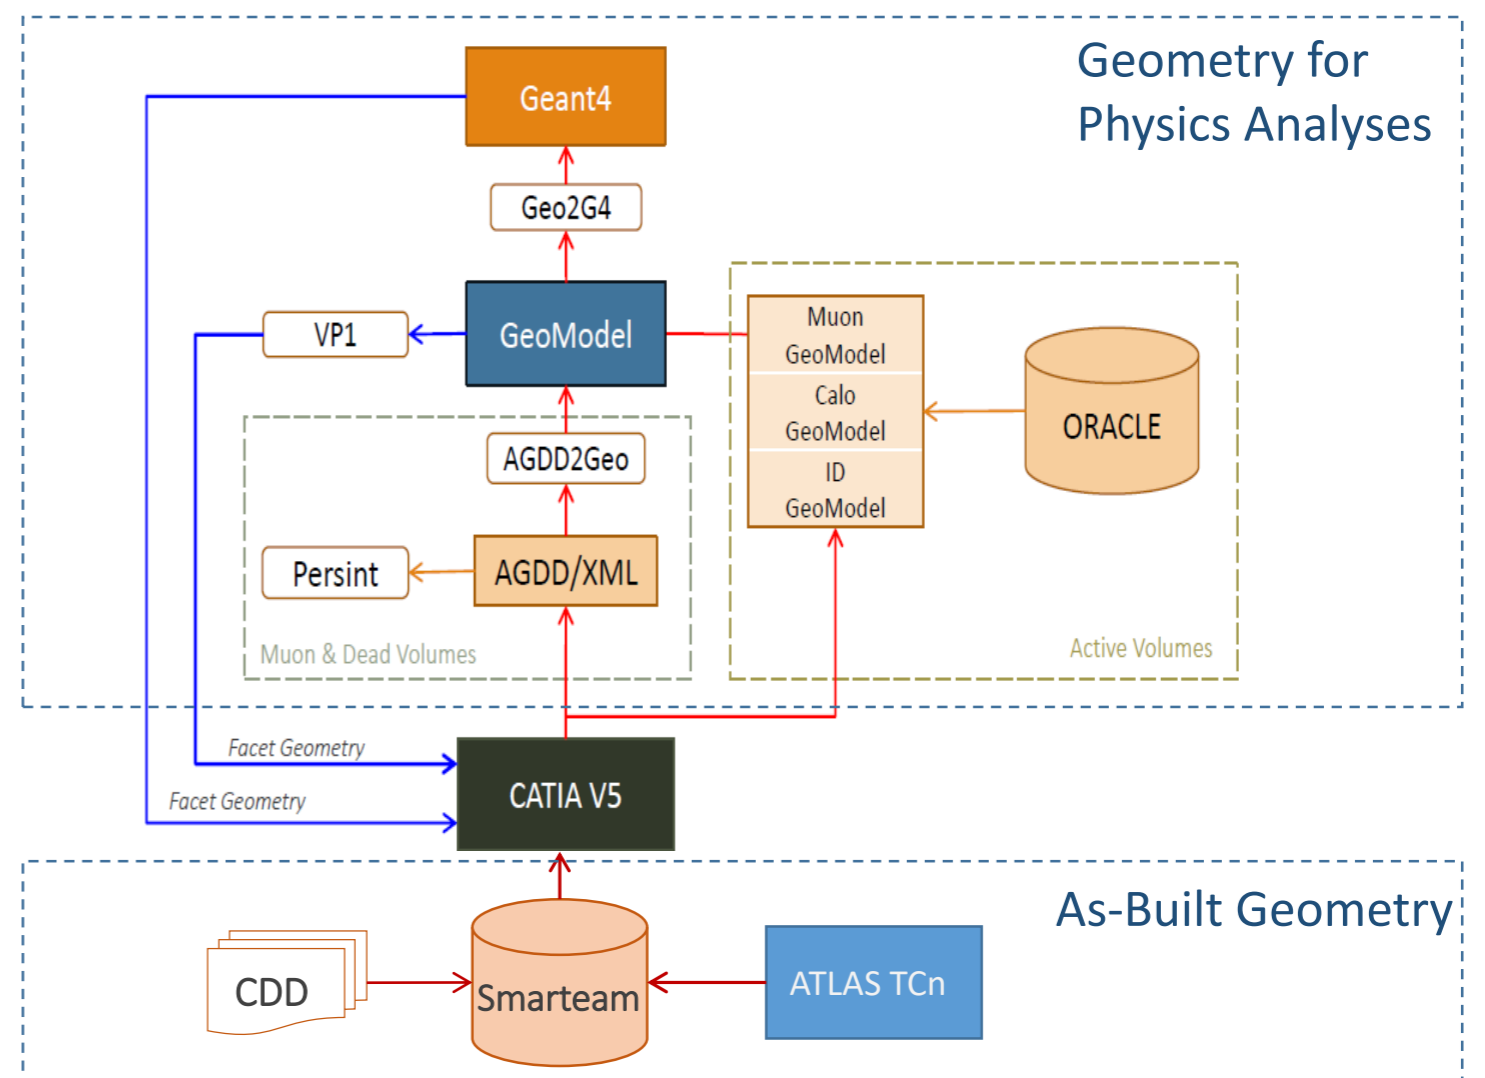 Geometry for
Physics Analyses
Geant4
Geo2G4
GeoModel
VP1
Muon
GeoModel
Calo
GeoModel
ID
GeoModel
ORACLE
AGDD2Geo
Persint
AGDD/XML
Muon & Dead Volumes
Active Volumes
Facet Geometry
Facet Geometry
CATIA V5
As-Built Geometry
CDD
Smarteam
ATLAS TCn